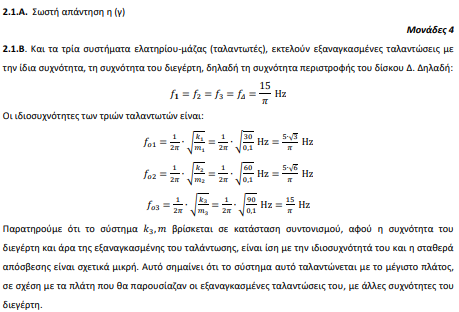 2.1.Α. Σωστή απάντηση η (γ)
Μονάδες 4
2.1.Β. Και τα τρία συστήματα ελατηρίου-μάζας (ταλαντωτές), εκτελούν εξαναγκασμένες ταλαντώσεις με
την ίδια συχνότητα, τη συχνότητα του διεγέρτη, δηλαδή τη συχνότητα περιστροφής του δίσκου Δ. Δηλαδή:
f₁ = f₂ = f₃ = f_Δ = 15/π Hz
Οι ιδιοσυχνότητες των τριών ταλαντωτών είναι:
f_{o1} = 1/2π · √(k₁/m₁) = 1/2π · √(30/0,1) Hz = 5·√3/π Hz
f_{o2} = 1/2π · √(k₂/m₂) = 1/2π · √(60/0,1) Hz = 5·√6/π Hz
f_{o3} = 1/2π · √(k₃/m₃) = 1/2π · √(90/0,1) Hz = 15/π Hz
Παρατηρούμε ότι το σύστημα k₃, m βρίσκεται σε κατάσταση συντονισμού, αφού η συχνότητα του
διεγέρτη και άρα της εξαναγκασμένης του ταλάντωσης, είναι ίση με την ιδιοσυχνότητά του και η σταθερά
απόσβεσης είναι σχετικά μικρή. Αυτό σημαίνει ότι το σύστημα αυτό ταλαντώνεται με το μέγιστο πλάτος,
σε σχέση με τα πλάτη που θα παρουσίαζαν οι εξαναγκασμένες ταλαντώσεις του, με άλλες συχνότητες του
διεγέρτη.